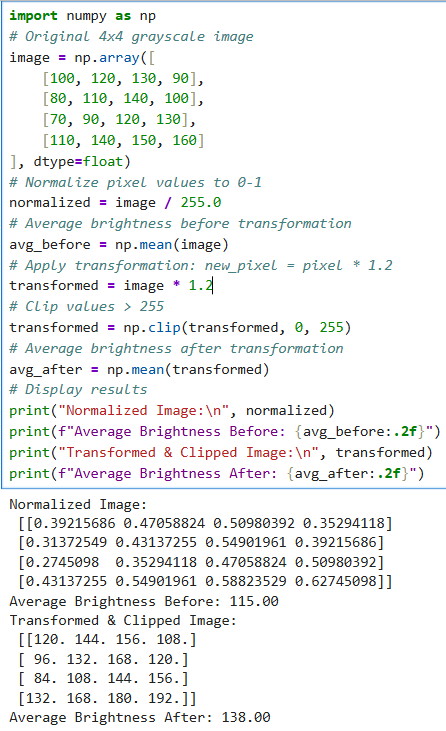 import numpy as np
# Original 4x4 grayscale image
image = np.array([
    [100, 120, 130, 90],
    [80, 110, 140, 100],
    [70, 90, 120, 130],
    [110, 140, 150, 160]
], dtype=float)
# Normalize pixel values to 0-1
normalized = image / 255.0
# Average brightness before transformation
avg_before = np.mean(image)
# Apply transformation: new_pixel = pixel * 1.2
transformed = image * 1.2
# Clip values > 255
transformed = np.clip(transformed, 0, 255)
# Average brightness after transformation
avg_after = np.mean(transformed)
# Display results
print("Normalized Image:\n", normalized)
print(f"Average Brightness Before: {avg_before:.2f}")
print("Transformed & Clipped Image:\n", transformed)
print(f"Average Brightness After: {avg_after:.2f}")
Normalized Image:
 [[0.39215686 0.47058824 0.50980392 0.35294118]
 [0.31372549 0.43137255 0.54901961 0.39215686]
 [0.2745098  0.35294118 0.47058824 0.50980392]
 [0.43137255 0.54901961 0.58823529 0.62745098]]
Average Brightness Before: 115.00
Transformed & Clipped Image:
 [[120. 144. 156. 108.]
 [ 96. 132. 168. 120.]
 [ 84. 108. 144. 156.]
 [132. 168. 180. 192.]]
Average Brightness After: 138.00